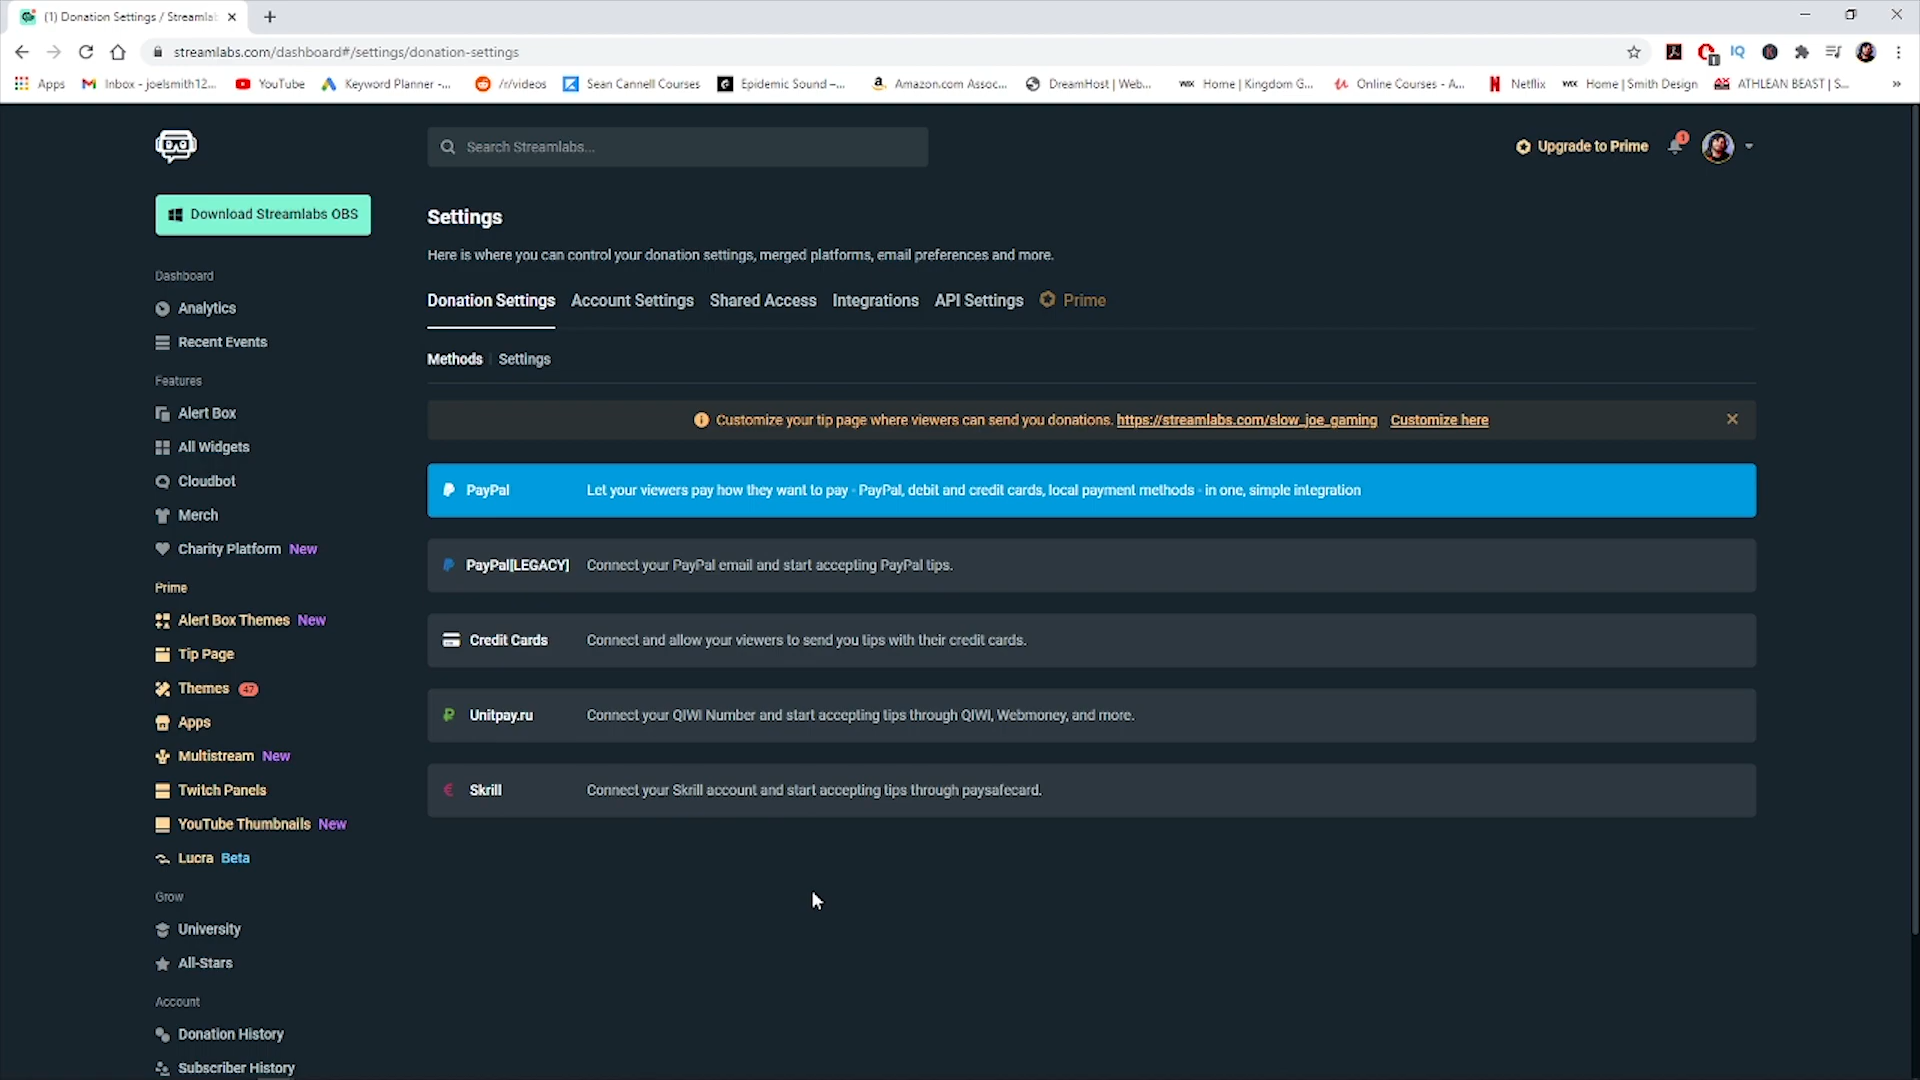 (1) Donation Settings / Streamla
streamlabs.com/dashboard#/settings/donation-settings
Apps
Inbox - joelsmith12...
YouTube
Keyword Planner -...
/r/videos
Sean Cannell Courses
Epidemic Sound –...
Amazon.com Assoc...
DreamHost | Web...
Home | Kingdom G...
Online Courses - A...
Netflix
Home | Smith Design
ATHLEAN BEAST | S...
Search Streamlabs...
Upgrade to Prime
1
Download Streamlabs OBS
Dashboard
Analytics
Recent Events
Features
Alert Box
All Widgets
Cloudbot
Merch
Charity Platform New
Prime
Alert Box Themes New
Tip Page
Themes 47
Apps
Multistream New
Twitch Panels
YouTube Thumbnails New
Lucra Beta
Grow
University
All-Stars
Account
Donation History
Subscriber History
Settings
Here is where you can control your donation settings, merged platforms, email preferences and more.
Donation Settings Account Settings Shared Access Integrations API Settings Prime
Methods Settings
Customize your tip page where viewers can send you donations. https://streamlabs.com/slow_joe_gaming Customize here
PayPal Let your viewers pay how they want to pay - PayPal, debit and credit cards, local payment methods - in one, simple integration
PayPal[LEGACY] Connect your PayPal email and start accepting PayPal tips.
Credit Cards Connect and allow your viewers to send you tips with their credit cards.
Unitpay.ru Connect your QIWI Number and start accepting tips through QIWI, Webmoney, and more.
Skrill Connect your Skrill account and start accepting tips through paysafecard.